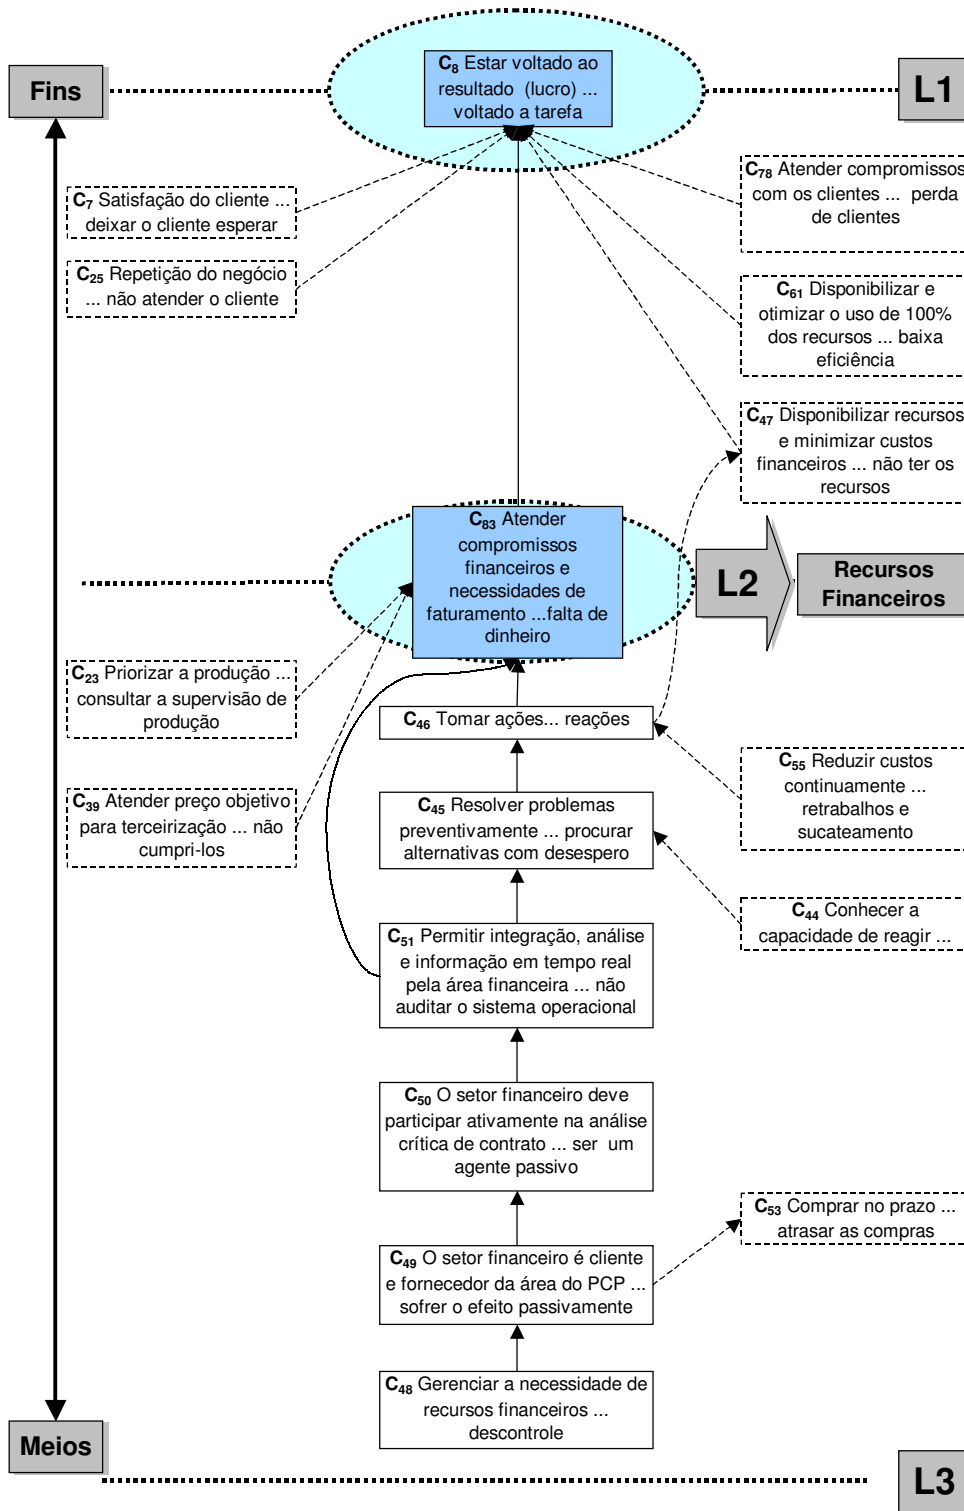 Fins
C8 Estar voltado ao
resultado (lucro) ...
voltado a tarefa
L1
C7 Satisfação do cliente ...
deixar o cliente esperar
C25 Repetição do negócio
... não atender o cliente
C78 Atender compromissos
com os clientes ... perda
de clientes
C61 Disponibilizar e
otimizar o uso de 100%
dos recursos ... baixa
eficiência
C47 Disponibilizar recursos
e minimizar custos
financeiros ... não ter os
recursos
C83 Atender
compromissos
financeiros e
necessidades de
faturamento ...falta de
dinheiro
L2
Recursos
Financeiros
C23 Priorizar a produção ...
consultar a supervisão de
produção
C46 Tomar ações... reações
C39 Atender preço objetivo
para terceirização ... não
cumpri-los
C55 Reduzir custos
continuamente ...
retrabalhos e
sucateamento
C45 Resolver problemas
preventivamente ... procurar
alternativas com desespero
C44 Conhecer a
capacidade de reagir ...
C51 Permitir integração, análise
e informação em tempo real
pela área financeira ... não
auditar o sistema operacional
C50 O setor financeiro deve
participar ativamente na análise
crítica de contrato ... ser um
agente passivo
C53 Comprar no prazo ...
atrasar as compras
C49 O setor financeiro é cliente
e fornecedor da área do PCP ...
sofrer o efeito passivamente
C48 Gerenciar a necessidade de
recursos financeiros ...
descontrole
Meios
L3